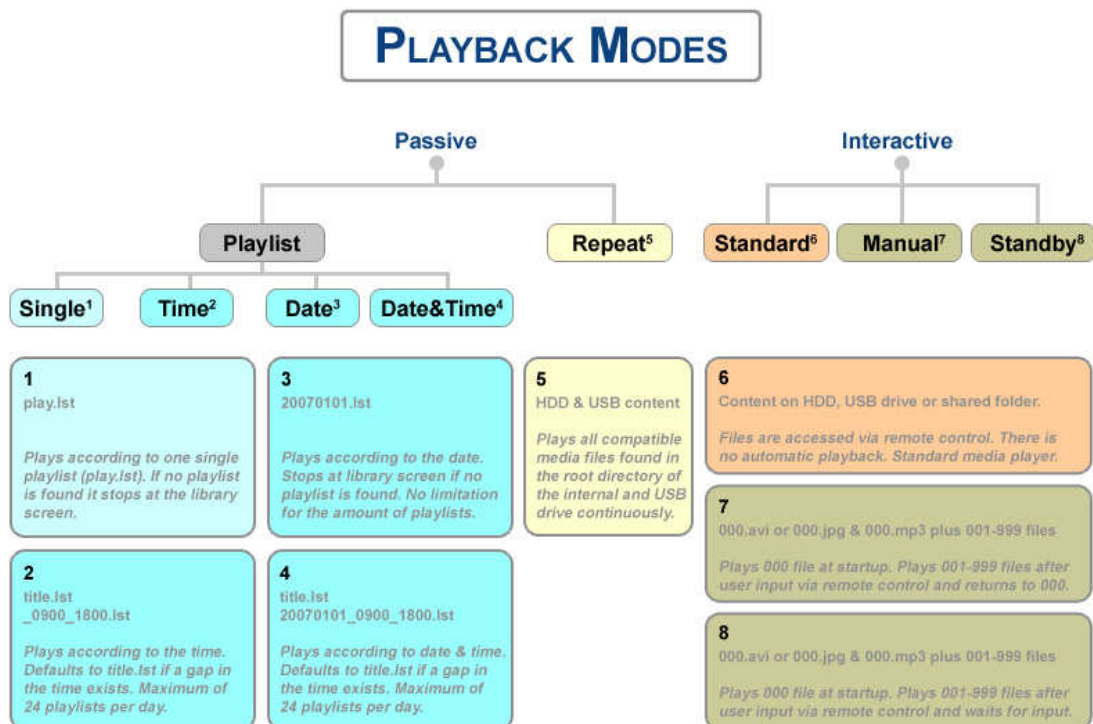 PLAYBACK MODES
Passive
Interactive
Playlist
Repeat⁵
Standard⁶
Manual⁷
Standby⁸
Single¹
Time²
Date³
Date&Time⁴
1
play.lst
Plays according to one single
playlist (play.lst). If no playlist
is found it stops at the library
screen.
2
title.lst
_0900_1800.lst
Plays according to the time.
Defaults to title.lst if a gap in
the time exists. Maximum of
24 playlists per day.
3
20070101.lst
Plays according to the date.
Stops at library screen if no
playlist is found. No limitation
for the amount of playlists.
4
title.lst
20070101_0900_1800.lst
Plays according to date & time.
Defaults to title.lst if a gap in
the time exists. Maximum of
24 playlists per day.
5
HDD & USB content
Plays all compatible
media files found in
the root directory of
the internal and USB
drive continuously.
6
Content on HDD, USB drive or shared folder.
Files are accessed via remote control. There is
no automatic playback. Standard media player.
7
000.avi or 000.jpg & 000.mp3 plus 001-999 files
Plays 000 file at startup. Plays 001-999 files after
user input via remote control and returns to 000.
8
000.avi or 000.jpg & 000.mp3 plus 001-999 files
Plays 000 file at startup. Plays 001-999 files after
user input via remote control and waits for input.